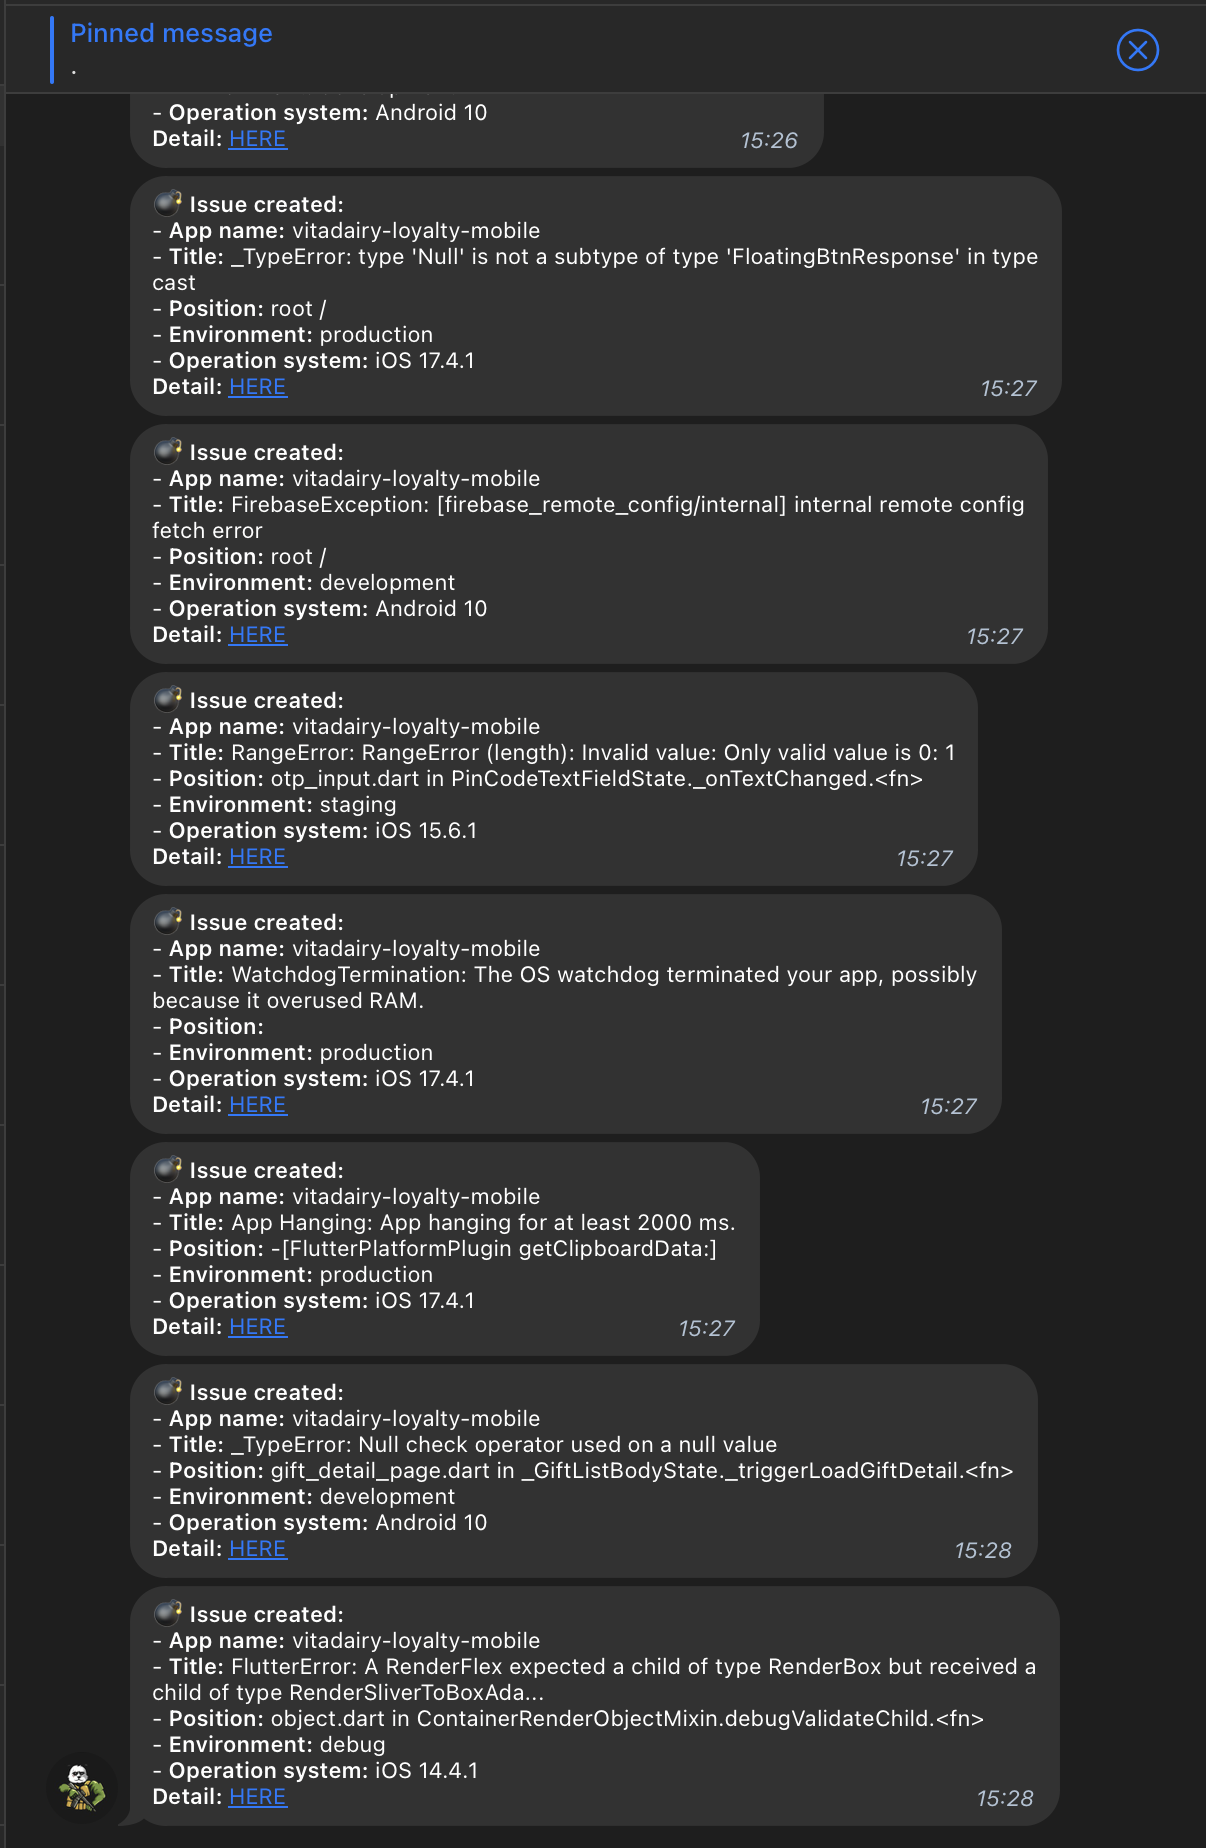 Pinned message
.
- Operation system: Android 10
Detail: HERE
15:26
Issue created:
- App name: vitadairy-loyalty-mobile
- Title: _TypeError: type 'Null' is not a subtype of type 'FloatingBtnResponse' in type
cast
- Position: root /
- Environment: production
- Operation system: iOS 17.4.1
Detail: HERE
15:27
Issue created:
- App name: vitadairy-loyalty-mobile
- Title: FirebaseException: [firebase_remote_config/internal] internal remote config
fetch error
- Position: root /
- Environment: development
- Operation system: Android 10
Detail: HERE
15:27
Issue created:
- App name: vitadairy-loyalty-mobile
- Title: RangeError: RangeError (length): Invalid value: Only valid value is 0: 1
- Position: otp_input.dart in PinCodeTextFieldState._onTextChanged.<fn>
- Environment: staging
- Operation system: iOS 15.6.1
Detail: HERE
15:27
Issue created:
- App name: vitadairy-loyalty-mobile
- Title: WatchdogTermination: The OS watchdog terminated your app, possibly
because it overused RAM.
- Position:
- Environment: production
- Operation system: iOS 17.4.1
Detail: HERE
15:27
Issue created:
- App name: vitadairy-loyalty-mobile
- Title: App Hanging: App hanging for at least 2000 ms.
- Position: -[FlutterPlatformPlugin getClipboardData:]
- Environment: production
- Operation system: iOS 17.4.1
Detail: HERE
15:27
Issue created:
- App name: vitadairy-loyalty-mobile
- Title: _TypeError: Null check operator used on a null value
- Position: gift_detail_page.dart in _GiftListBodyState._triggerLoadGiftDetail.<fn>
- Environment: development
- Operation system: Android 10
Detail: HERE
15:28
Issue created:
- App name: vitadairy-loyalty-mobile
- Title: FlutterError: A RenderFlex expected a child of type RenderBox but received a
child of type RenderSliverToBoxAda...
- Position: object.dart in ContainerRenderObjectMixin.debugValidateChild.<fn>
- Environment: debug
- Operation system: iOS 14.4.1
Detail: HERE
15:28